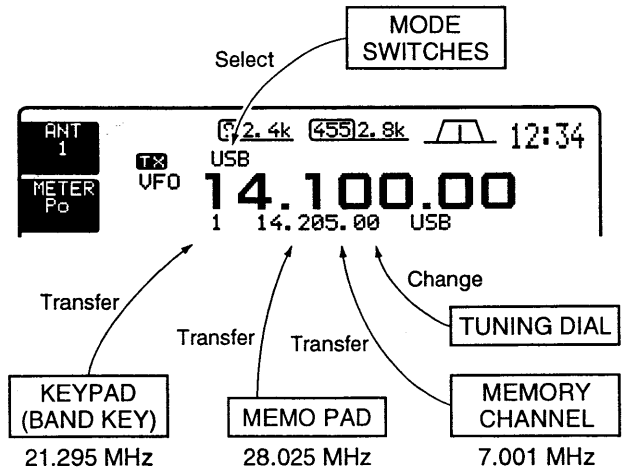 MODE
SWITCHES
Select
ANT
1
2.4k
455
2.8k
12:34
TX
VFO
USB
METER
Po
14.100.00
1 14.205.00 USB
Transfer
Transfer
Transfer
Change
TUNING DIAL
KEYPAD
(BAND KEY)
MEMO PAD
MEMORY
CHANNEL
21.295 MHz
28.025 MHz
7.001 MHz